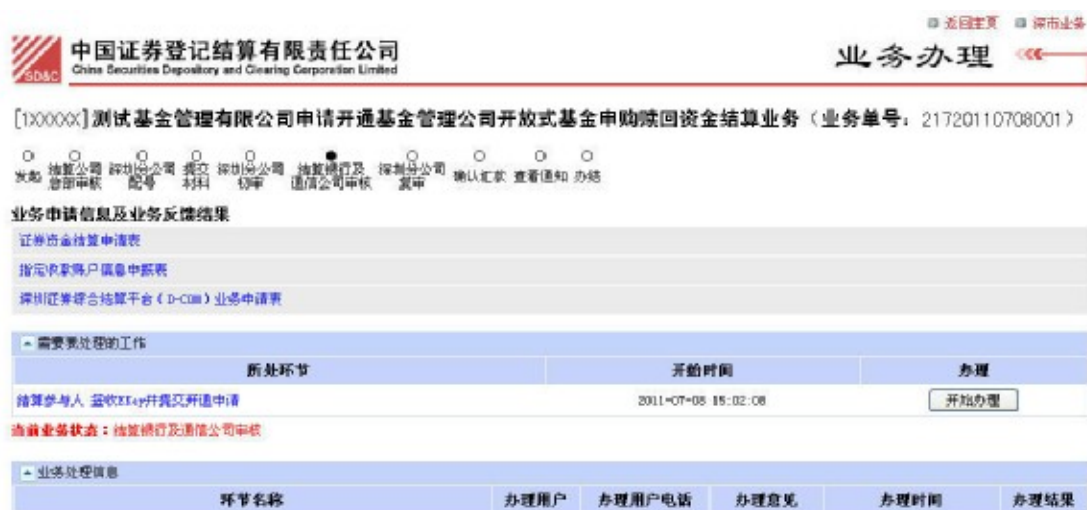 返回主页 深市业务
中国证券登记结算有限责任公司
China Securities Depository and Clearing Corporation Limited
SD&C
业务办理
[1XXXXX]测试基金管理有限公司申请开通基金管理公司开放式基金申购赎回资金结算业务（业务单号：21720110708001）
发起 结算公司总部审核 深圳分公司配号 提交材料 深圳分公司初审 结算银行及通信公司审核 深圳分公司复审 确认汇款 查看通知 办结
业务申请信息及业务反馈结果
证券资金结算申请表
指定收款账户信息申报表
深圳证券综合结算平台（D-COM）业务申请表
需要我处理的工作
所处环节 开始时间 办理
结算参与人 签收EKey并提交开通申请 2011-07-08 15:02:08 开始办理
当前业务状态：结算银行及通信公司审核
业务处理信息
环节名称 办理用户 办理用户电话 办理意见 办理时间 办理结果